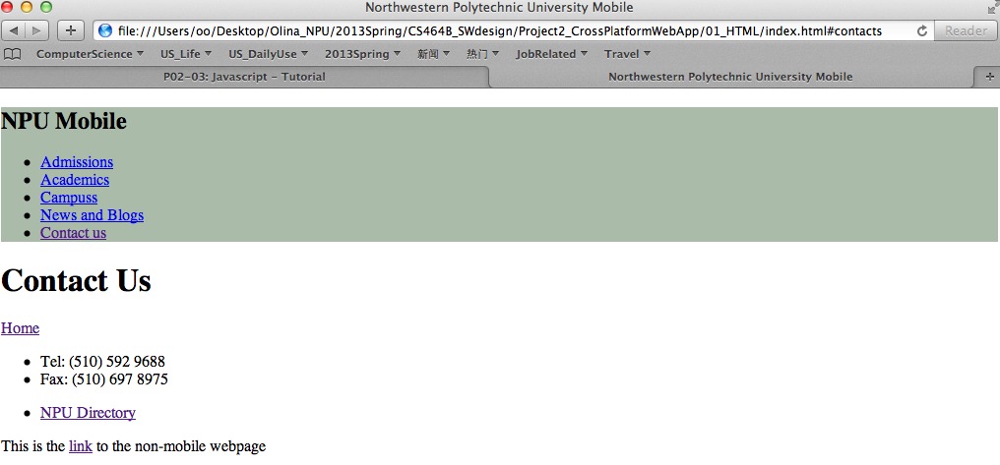 Northwestern Polytechnic University Mobile
file:///Users/oo/Desktop/Olina_NPU/2013Spring/CS464B_SWdesign/Project2_CrossPlatformWebApp/01_HTML/index.html#contacts Reader
ComputerScience US_Life US_DailyUse 2013Spring 新闻 热门 JobRelated Travel
P02-03: Javascript - Tutorial Northwestern Polytechnic University Mobile
NPU Mobile
Admissions
Academics
Campuss
News and Blogs
Contact us
Contact Us
Home
Tel: (510) 592 9688
Fax: (510) 697 8975
NPU Directory
This is the link to the non-mobile webpage